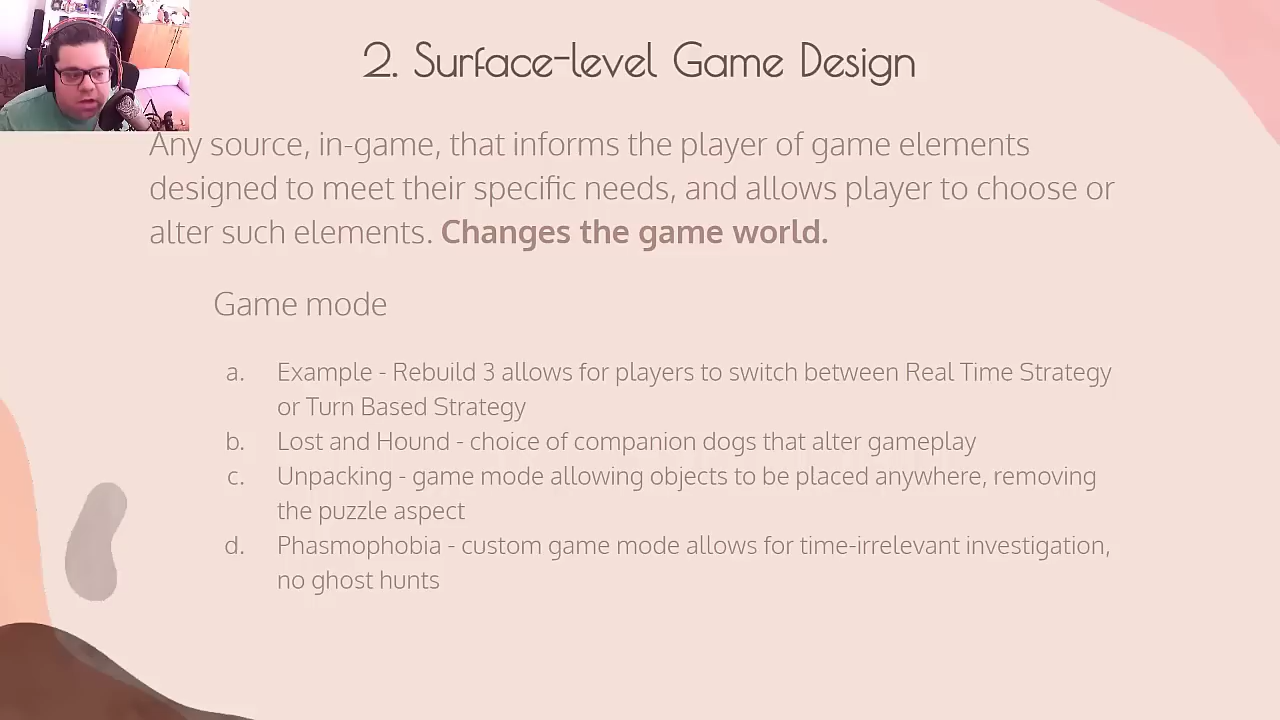 2. Surface-level Game Design
Any source, in-game, that informs the player of game elements
designed to meet their specific needs, and allows player to choose or
alter such elements. Changes the game world.
Game mode
a. Example - Rebuild 3 allows for players to switch between Real Time Strategy
or Turn Based Strategy
b. Lost and Hound - choice of companion dogs that alter gameplay
c. Unpacking - game mode allowing objects to be placed anywhere, removing
the puzzle aspect
d. Phasmophobia - custom game mode allows for time-irrelevant investigation,
no ghost hunts